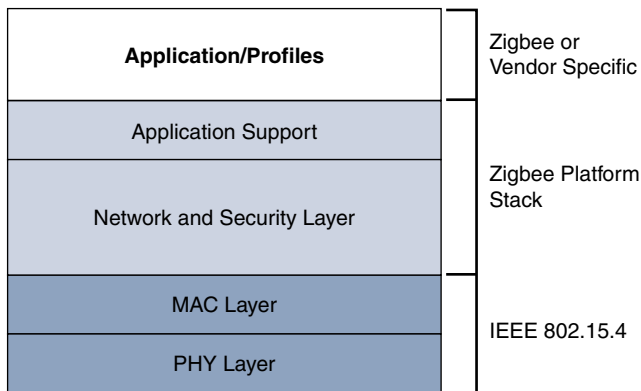 Application/Profiles
Zigbee or
Vendor Specific
Application Support
Network and Security Layer
Zigbee Platform
Stack
MAC Layer
PHY Layer
IEEE 802.15.4